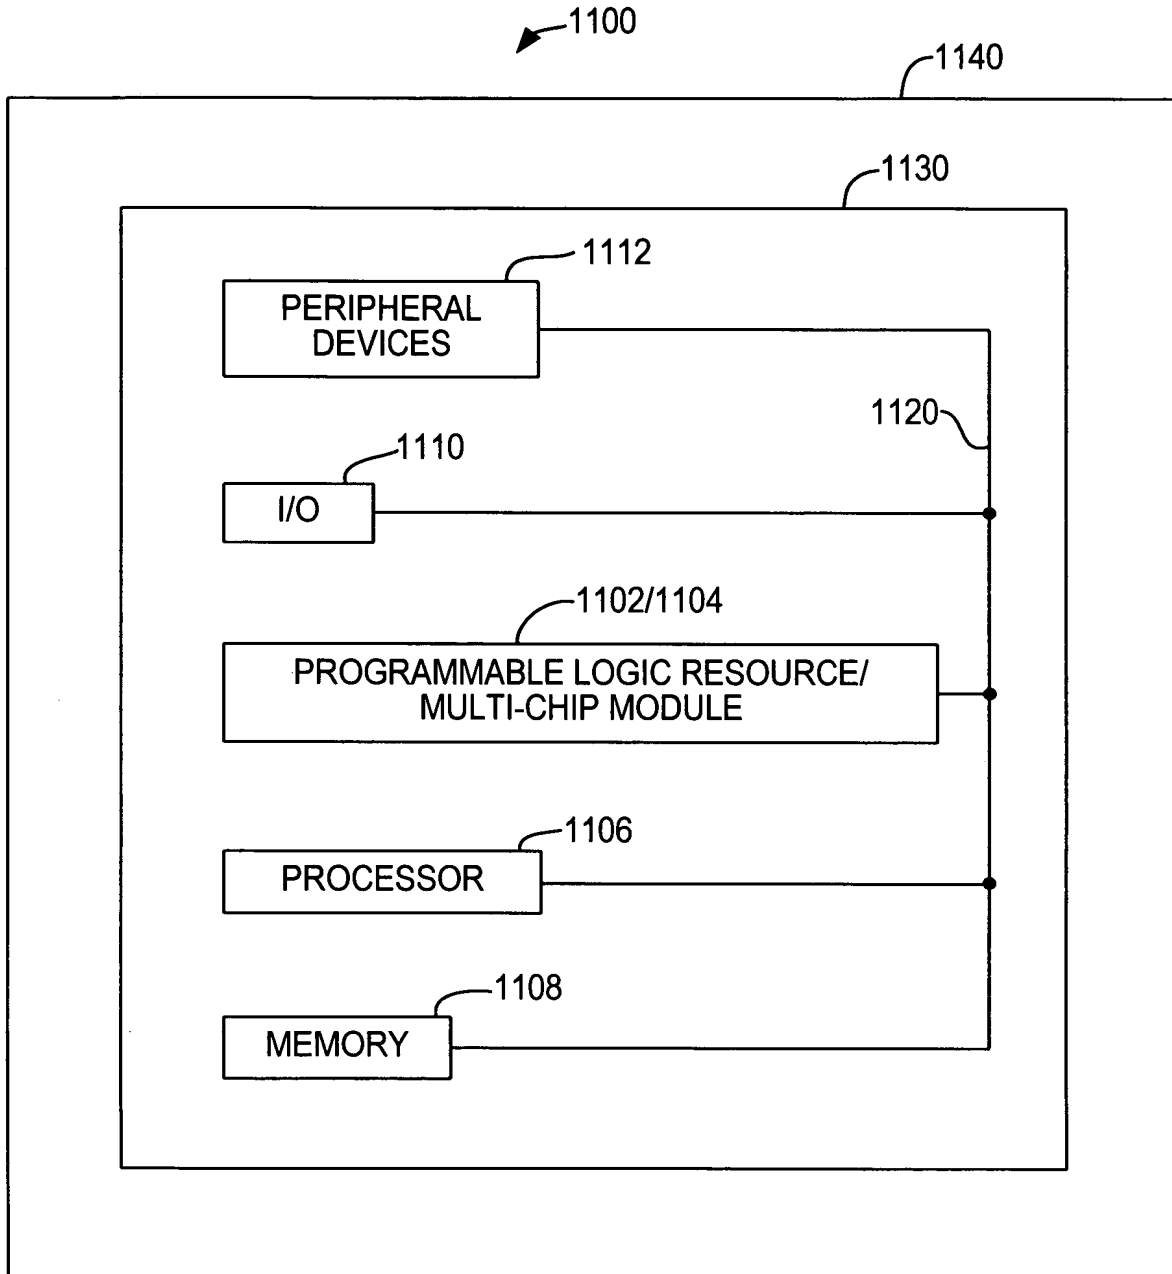 1100
1140
1130
1112
PERIPHERAL
DEVICES
1120
1110
I/O
1102/1104
PROGRAMMABLE LOGIC RESOURCE/
MULTI-CHIP MODULE
1106
PROCESSOR
1108
MEMORY